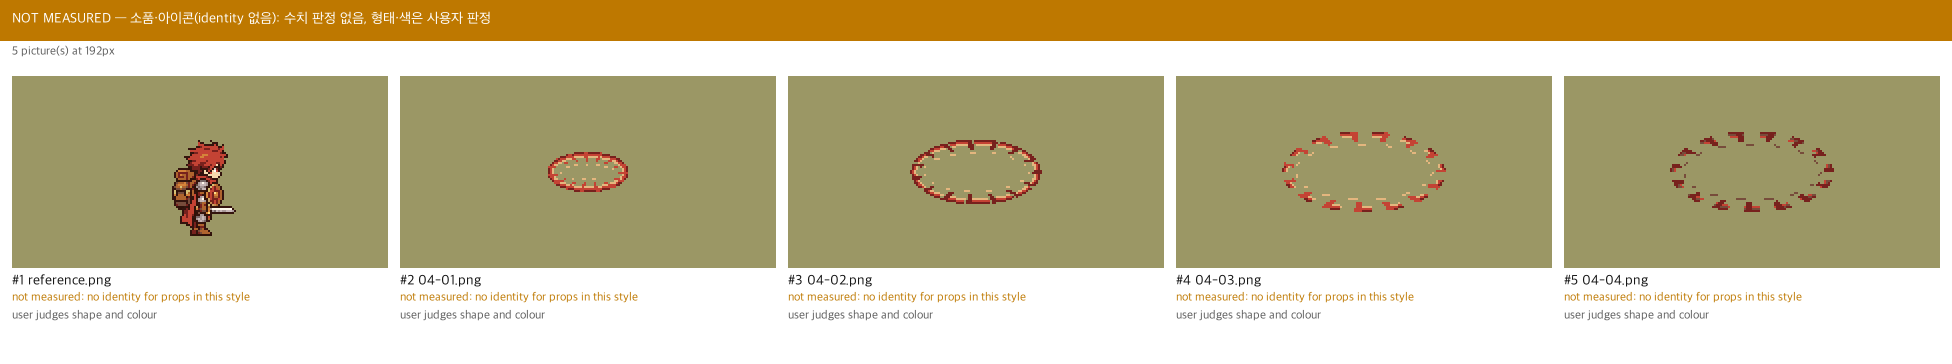 NOT MEASURED — 소품·아이콘(identity 없음): 수치 판정 없음, 형태·색은 사용자 판정
5 picture(s) at 192px
#1 reference.png
not measured: no identity for props in this style
user judges shape and colour
#2 04-01.png
not measured: no identity for props in this style
user judges shape and colour
#3 04-02.png
not measured: no identity for props in this style
user judges shape and colour
#4 04-03.png
not measured: no identity for props in this style
user judges shape and colour
#5 04-04.png
not measured: no identity for props in this style
user judges shape and colour